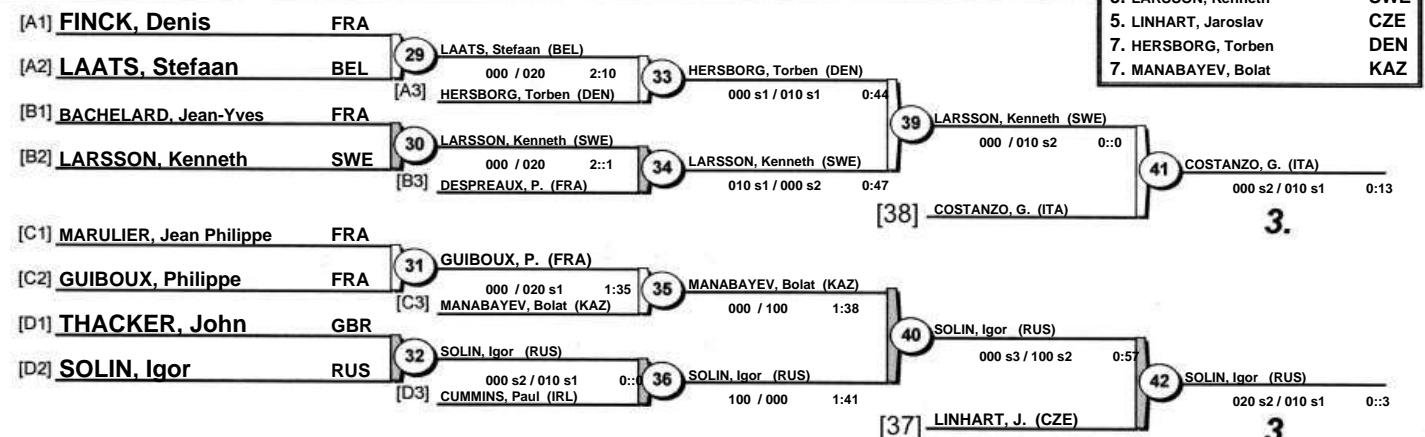 5. LARSSON, Kenneth SWE
5. LINHART, Jaroslav CZE
7. HERSBORG, Torben DEN
7. MANABAYEV, Bolat KAZ
[A1] FINCK, Denis FRA
[A2] LAATS, Stefaan BEL
29
LAATS, Stefaan (BEL)
000 / 020 2:10
[A3] HERSBORG, Torben (DEN)
33
HERSBORG, Torben (DEN)
000 s1 / 010 s1 0:44
[B1] BACHELARD, Jean-Yves FRA
[B2] LARSSON, Kenneth SWE
30
LARSSON, Kenneth (SWE)
000 / 020 2::1
[B3] DESPREAUX, P. (FRA)
34
LARSSON, Kenneth (SWE)
010 s1 / 000 s2 0:47
39
LARSSON, Kenneth (SWE)
000 / 010 s2 0::0
[38] COSTANZO, G. (ITA)
41
COSTANZO, G. (ITA)
000 s2 / 010 s1 0:13
3.
[C1] MARULIER, Jean Philippe FRA
[C2] GUIBOUX, Philippe FRA
31
GUIBOUX, P. (FRA)
000 / 020 s1 1:35
[C3] MANABAYEV, Bolat (KAZ)
35
MANABAYEV, Bolat (KAZ)
000 / 100 1:38
[D1] THACKER, John GBR
[D2] SOLIN, Igor RUS
32
SOLIN, Igor (RUS)
000 s2 / 010 s1 0::0
[D3] CUMMINS, Paul (IRL)
36
SOLIN, Igor (RUS)
100 / 000 1:41
40
SOLIN, Igor (RUS)
000 s3 / 100 s2 0:57
[37] LINHART, J. (CZE)
42
SOLIN, Igor (RUS)
020 s2 / 010 s1 0::3
3